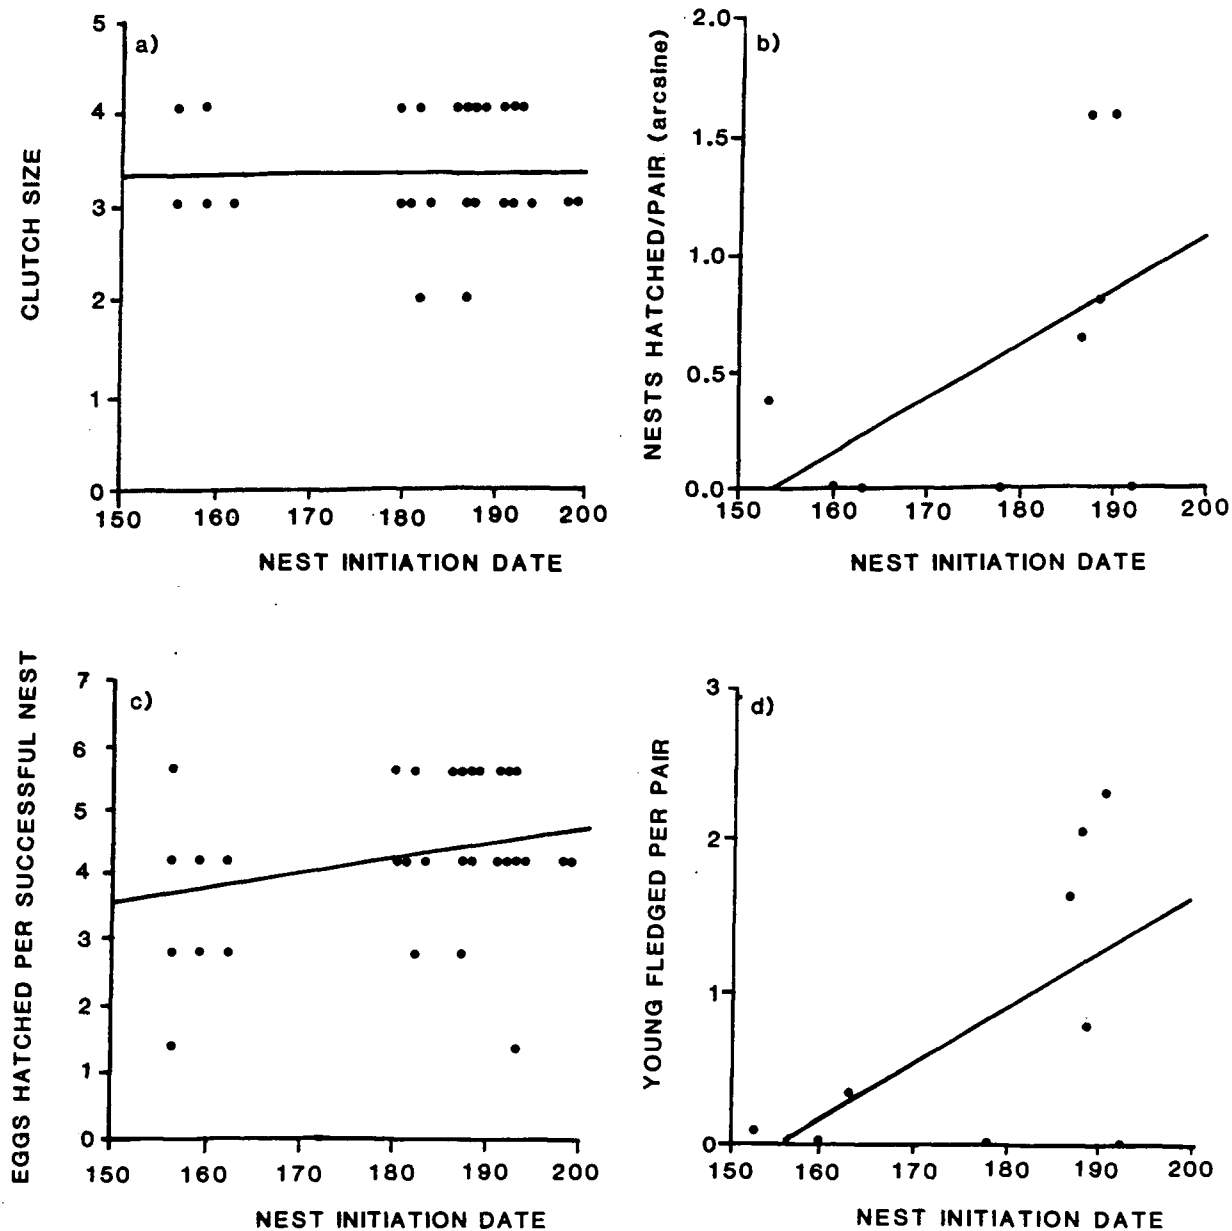 a)
CLUTCH SIZE
5
4
3
2
1
0
150 160 170 180 190 200
NEST INITIATION DATE
b)
NESTS HATCHED/PAIR (arcsine)
2.0
1.5
1.0
0.5
0.0
150 160 170 180 190 200
NEST INITIATION DATE
c)
EGGS HATCHED PER SUCCESSFUL NEST
7
6
5
4
3
2
1
0
150 160 170 180 190 200
NEST INITIATION DATE
d)
YOUNG FLEDGED PER PAIR
3
2
1
0
150 160 170 180 190 200
NEST INITIATION DATE